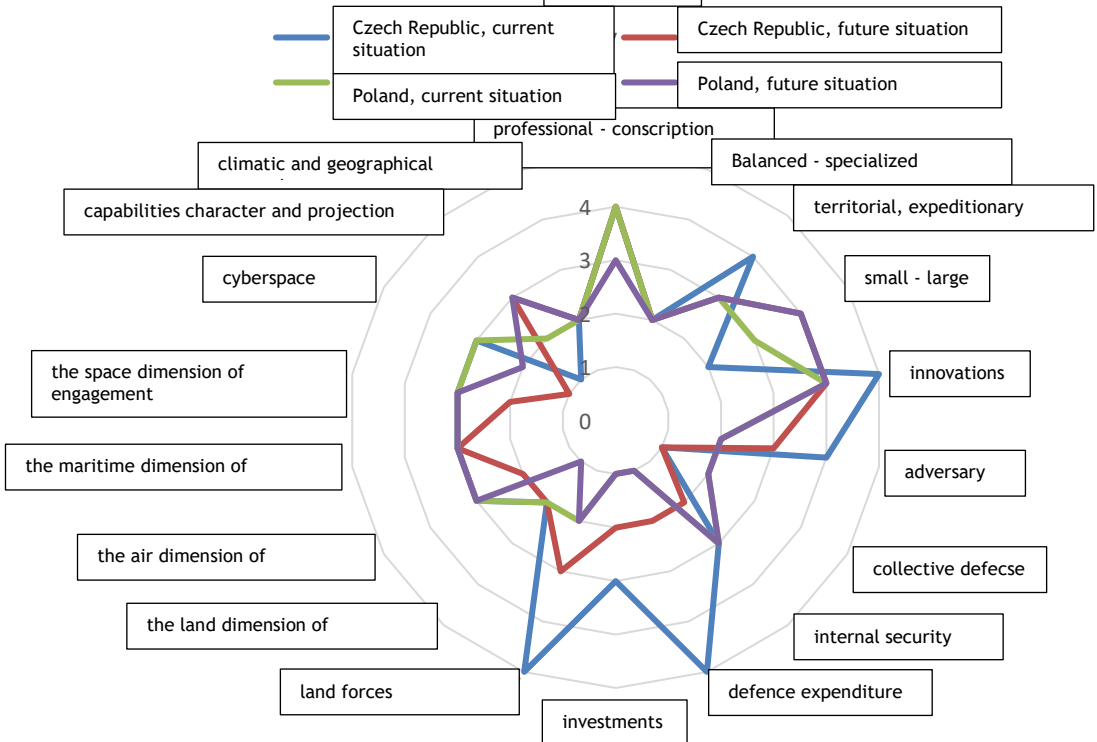 Czech Republic, current
situation
Czech Republic, future situation
Poland, current situation
Poland, future situation
professional - conscription
climatic and geographical
Balanced - specialized
capabilities character and projection
territorial, expeditionary
cyberspace
small - large
the space dimension of
engagement
innovations
the maritime dimension of
adversary
the air dimension of
collective defecse
the land dimension of
internal security
land forces
defence expenditure
investments
4
3
2
1
0